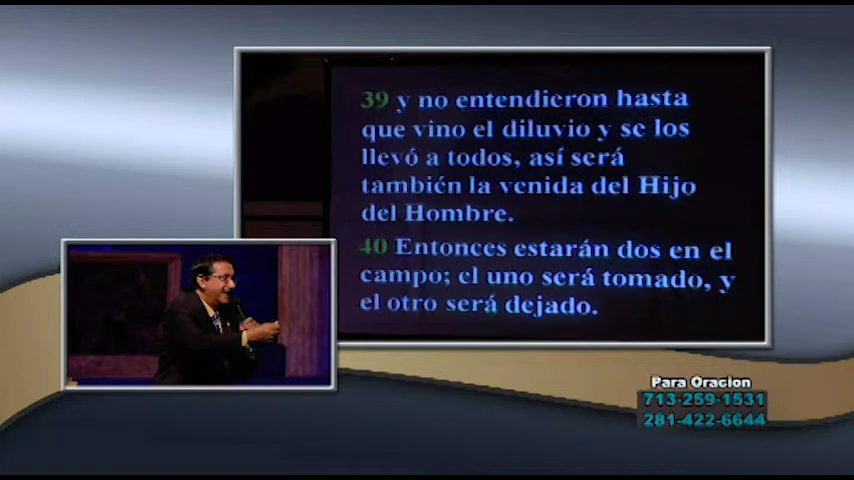 39 y no entendieron hasta
que vino el diluvio y se los
llevó a todos, así será
también la venida del Hijo
del Hombre.
40 Entonces estarán dos en el
campo; el uno será tomado, y
el otro será dejado.
Para Oracion
713-259-1531
281-422-6644